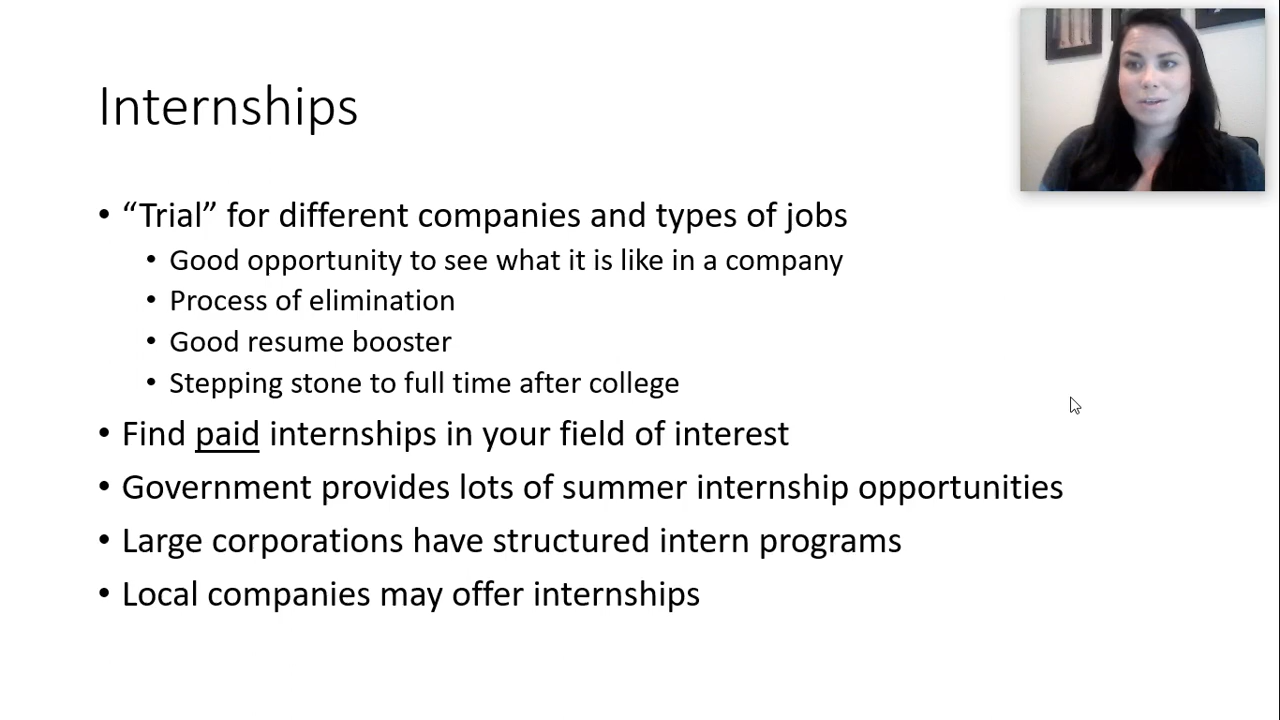 Internships
• “Trial” for different companies and types of jobs
• Good opportunity to see what it is like in a company
• Process of elimination
• Good resume booster
• Stepping stone to full time after college
• Find paid internships in your field of interest
• Government provides lots of summer internship opportunities
• Large corporations have structured intern programs
• Local companies may offer internships